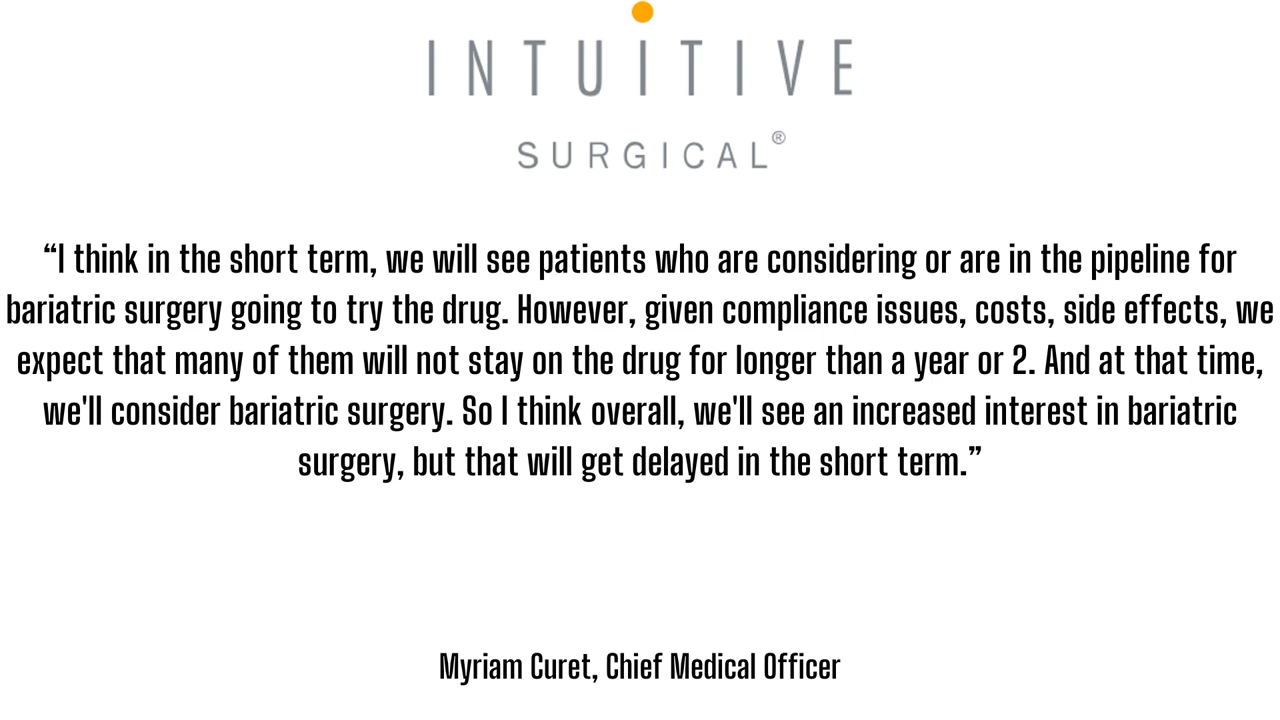 INTUITIVE
SURGICAL®
“I think in the short term, we will see patients who are considering or are in the pipeline for
bariatric surgery going to try the drug. However, given compliance issues, costs, side effects, we
expect that many of them will not stay on the drug for longer than a year or 2. And at that time,
we'll consider bariatric surgery. So I think overall, we'll see an increased interest in bariatric
surgery, but that will get delayed in the short term.”
Myriam Curet, Chief Medical Officer